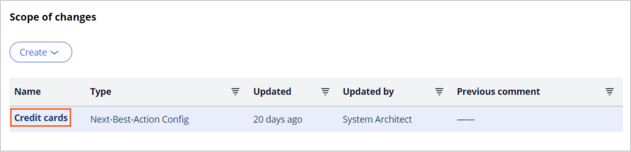 Scope of changes
Create
Name Type Updated Updated by Previous comment
Credit cards Next-Best-Action Config 20 days ago System Architect ——